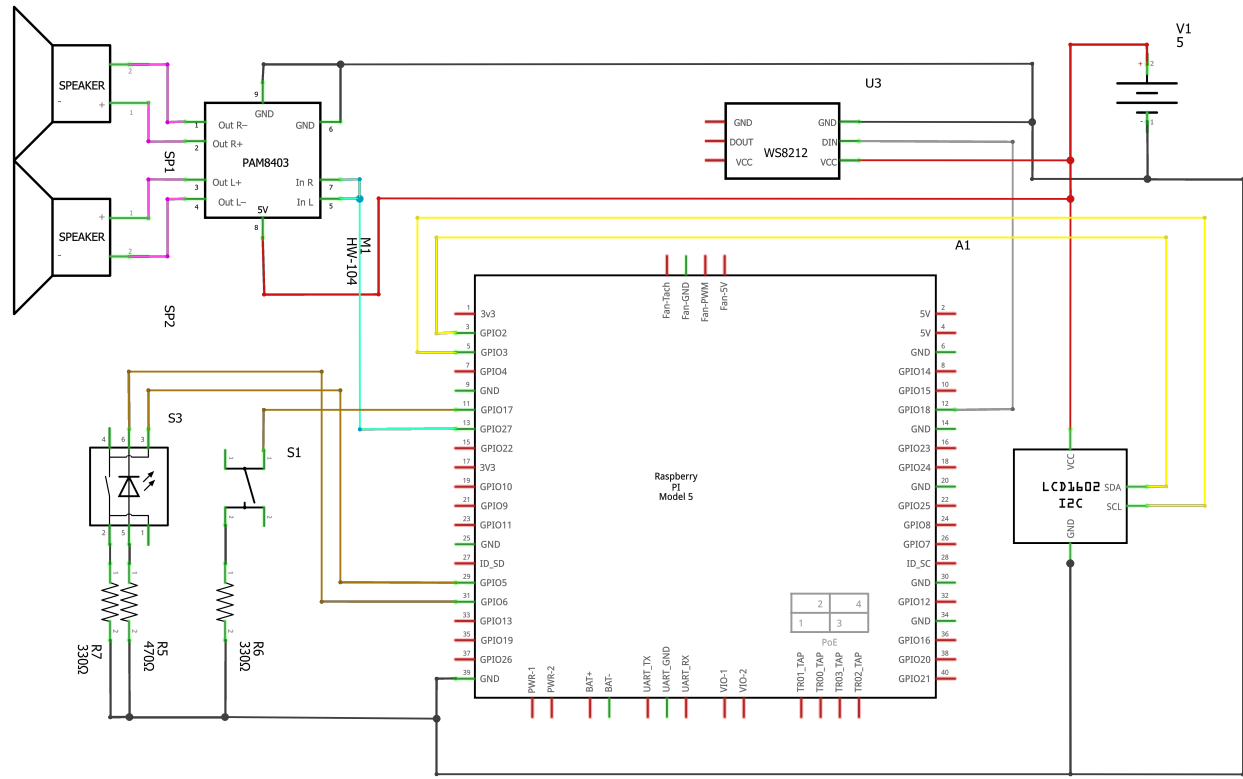 V1
5
+ 2
- 1
SPEAKER
2
-
+
1
SP1
9
GND
1
Out R−
2
Out R+
PAM8403
GND
6
3
Out L+
4
Out L−
In R
7
In L
5
5V
8
SPEAKER
+
1
-
2
SP2
M1
HW-104
U3
GND
DOUT
VCC
WS8212
GND
DIN
VCC
A1
Fan-Tach
Fan-GND
Fan-PWM
Fan-5V
1 3v3
3 GPIO2
5 GPIO3
7 GPIO4
9 GND
11 GPIO17
13 GPIO27
15 GPIO22
17 3V3
19 GPIO10
21 GPIO9
23 GPIO11
25 GND
27 ID_SD
29 GPIO5
31 GPIO6
33 GPIO13
35 GPIO19
37 GPIO26
39 GND
5V 2
5V 4
GND 6
GPIO14 8
GPIO15 10
GPIO18 12
GND 14
GPIO16 16
GPIO24 18
GND 20
GPIO25 22
GPIO8 24
GPIO7 26
ID_SC 28
GND 30
GPIO12 32
GND 34
GPIO16 36
GPIO20 38
GPIO21 40
Raspberry
PI
Model 5
2 4
1 3
PoE
PWR-1
PWR-2
BAT+
BAT-
UART_TX
UART_GND
UART_RX
VIO-1
VIO-2
TR01_TAP
TR00_TAP
TR03_TAP
TR02_TAP
S3
4 6 3
2 5 1
S1
1 1
2 2
1 1 1
2 2 2
R7
330Ω
R5
470Ω
R6
330Ω
VCC
LCD1602
I2C
SDA
SCL
GND